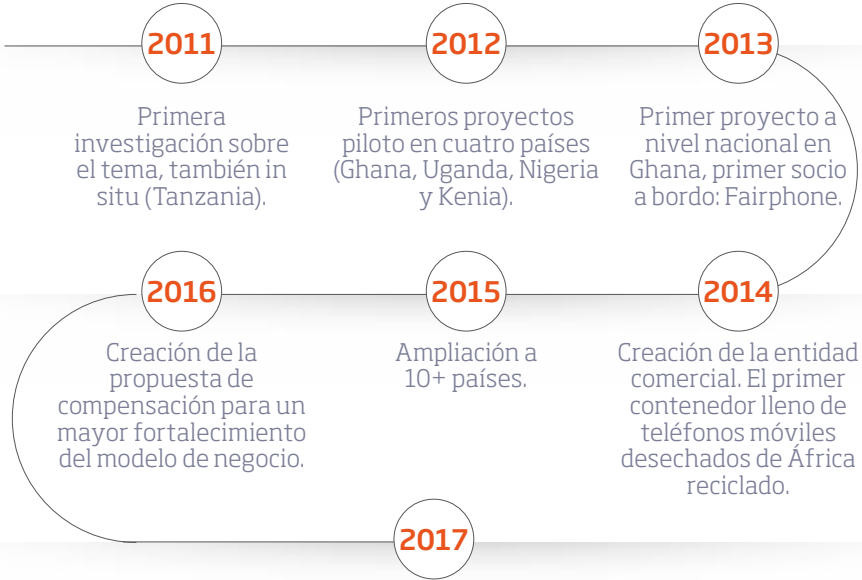 2011
Primera
investigación sobre
el tema, también in
situ (Tanzania).
2012
Primeros proyectos
piloto en cuatro países
(Ghana, Uganda, Nigeria
y Kenia).
2013
Primer proyecto a
nivel nacional en
Ghana, primer socio
a bordo: Fairphone.
2014
Creación de la entidad
comercial. El primer
contenedor lleno de
teléfonos móviles
desechados de África
reciclado.
2015
Ampliación a
10+ países.
2016
Creación de la
propuesta de
compensación para un
mayor fortalecimiento
del modelo de negocio.
2017